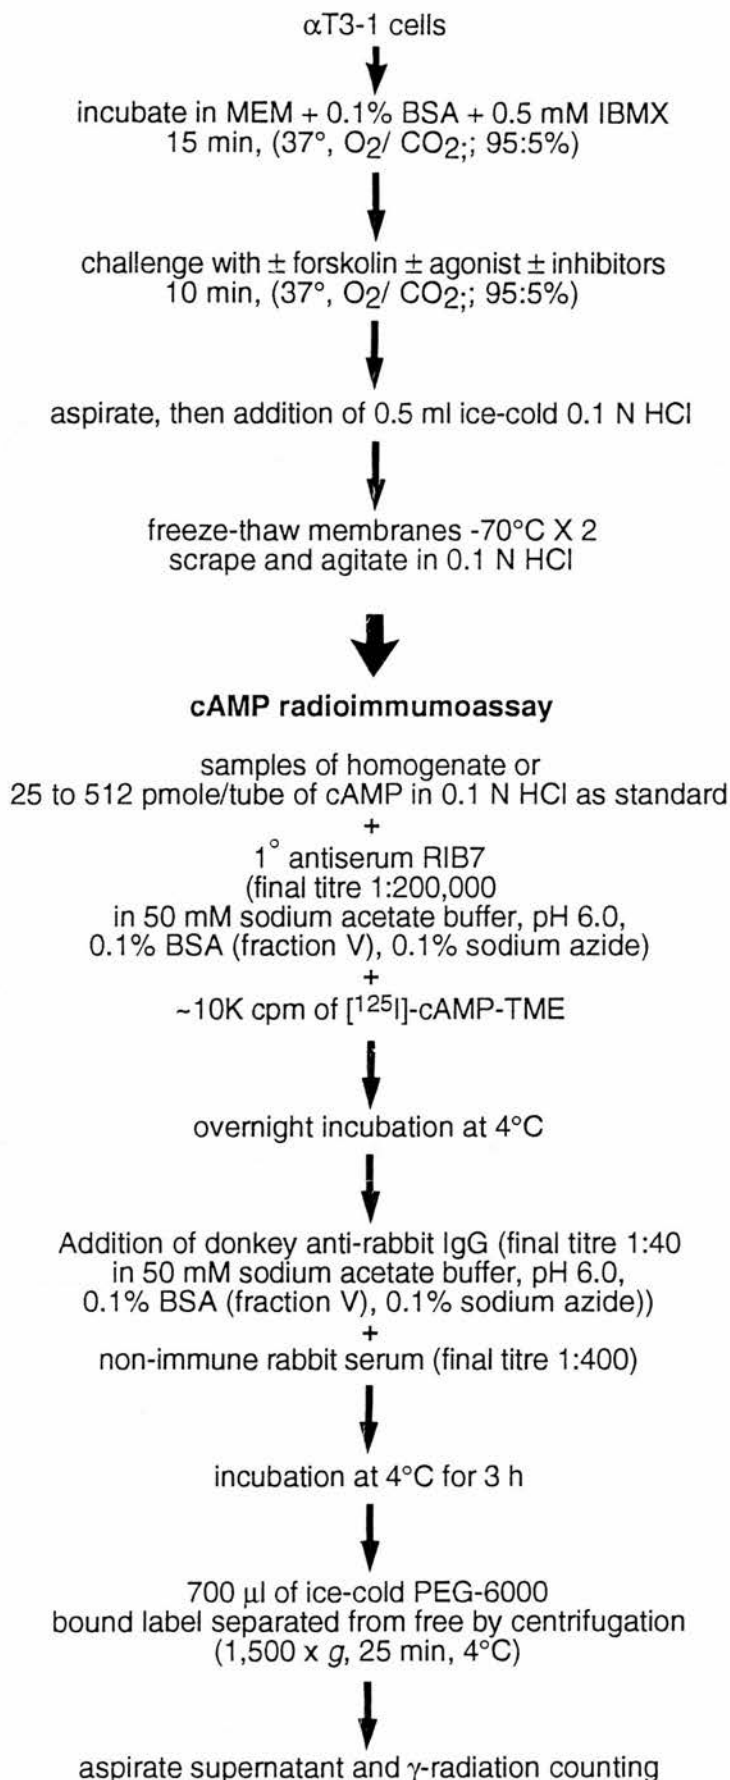 αT3-1 cells
incubate in MEM + 0.1% BSA + 0.5 mM IBMX
15 min, (37°, O2/ CO2;; 95:5%)
challenge with ± forskolin ± agonist ± inhibitors
10 min, (37°, O2/ CO2;; 95:5%)
aspirate, then addition of 0.5 ml ice-cold 0.1 N HCl
freeze-thaw membranes -70°C X 2
scrape and agitate in 0.1 N HCl
cAMP radioimmumoassay
samples of homogenate or
25 to 512 pmole/tube of cAMP in 0.1 N HCl as standard
+
1° antiserum RIB7
(final titre 1:200,000
in 50 mM sodium acetate buffer, pH 6.0,
0.1% BSA (fraction V), 0.1% sodium azide)
+
~10K cpm of [125I]-cAMP-TME
overnight incubation at 4°C
Addition of donkey anti-rabbit IgG (final titre 1:40
in 50 mM sodium acetate buffer, pH 6.0,
0.1% BSA (fraction V), 0.1% sodium azide))
+
non-immune rabbit serum (final titre 1:400)
incubation at 4°C for 3 h
700 µl of ice-cold PEG-6000
bound label separated from free by centrifugation
(1,500 x g, 25 min, 4°C)
aspirate supernatant and γ-radiation counting